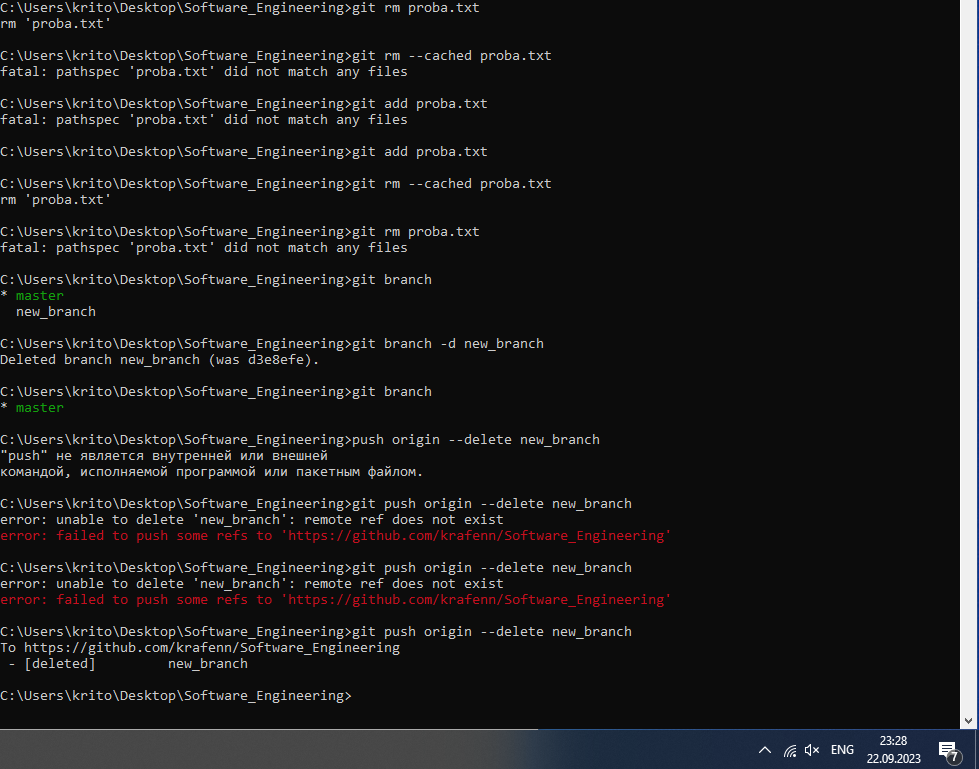 C:\Users\krito\Desktop\Software_Engineering>git rm proba.txt
rm 'proba.txt'
C:\Users\krito\Desktop\Software_Engineering>git rm --cached proba.txt
fatal: pathspec 'proba.txt' did not match any files
C:\Users\krito\Desktop\Software_Engineering>git add proba.txt
fatal: pathspec 'proba.txt' did not match any files
C:\Users\krito\Desktop\Software_Engineering>git add proba.txt
C:\Users\krito\Desktop\Software_Engineering>git rm --cached proba.txt
rm 'proba.txt'
C:\Users\krito\Desktop\Software_Engineering>git rm proba.txt
fatal: pathspec 'proba.txt' did not match any files
C:\Users\krito\Desktop\Software_Engineering>git branch
* master
  new_branch
C:\Users\krito\Desktop\Software_Engineering>git branch -d new_branch
Deleted branch new_branch (was d3e8efe).
C:\Users\krito\Desktop\Software_Engineering>git branch
* master
C:\Users\krito\Desktop\Software_Engineering>push origin --delete new_branch
"push" не является внутренней или внешней
командой, исполняемой программой или пакетным файлом.
C:\Users\krito\Desktop\Software_Engineering>git push origin --delete new_branch
error: unable to delete 'new_branch': remote ref does not exist
error: failed to push some refs to 'https://github.com/krafenn/Software_Engineering'
C:\Users\krito\Desktop\Software_Engineering>git push origin --delete new_branch
error: unable to delete 'new_branch': remote ref does not exist
error: failed to push some refs to 'https://github.com/krafenn/Software_Engineering'
C:\Users\krito\Desktop\Software_Engineering>git push origin --delete new_branch
To https://github.com/krafenn/Software_Engineering
 - [deleted]         new_branch
C:\Users\krito\Desktop\Software_Engineering>
ENG
23:28
22.09.2023
7